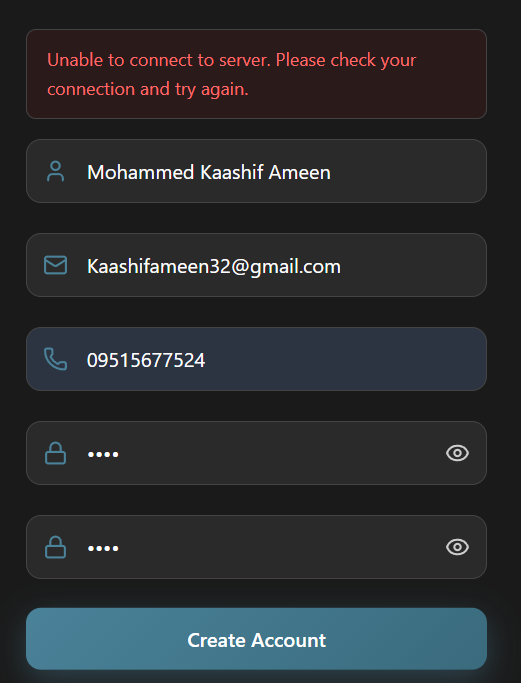 Unable to connect to server. Please check your
connection and try again.
Mohammed Kaashif Ameen
Kaashifameen32@gmail.com
09515677524
••••
••••
Create Account